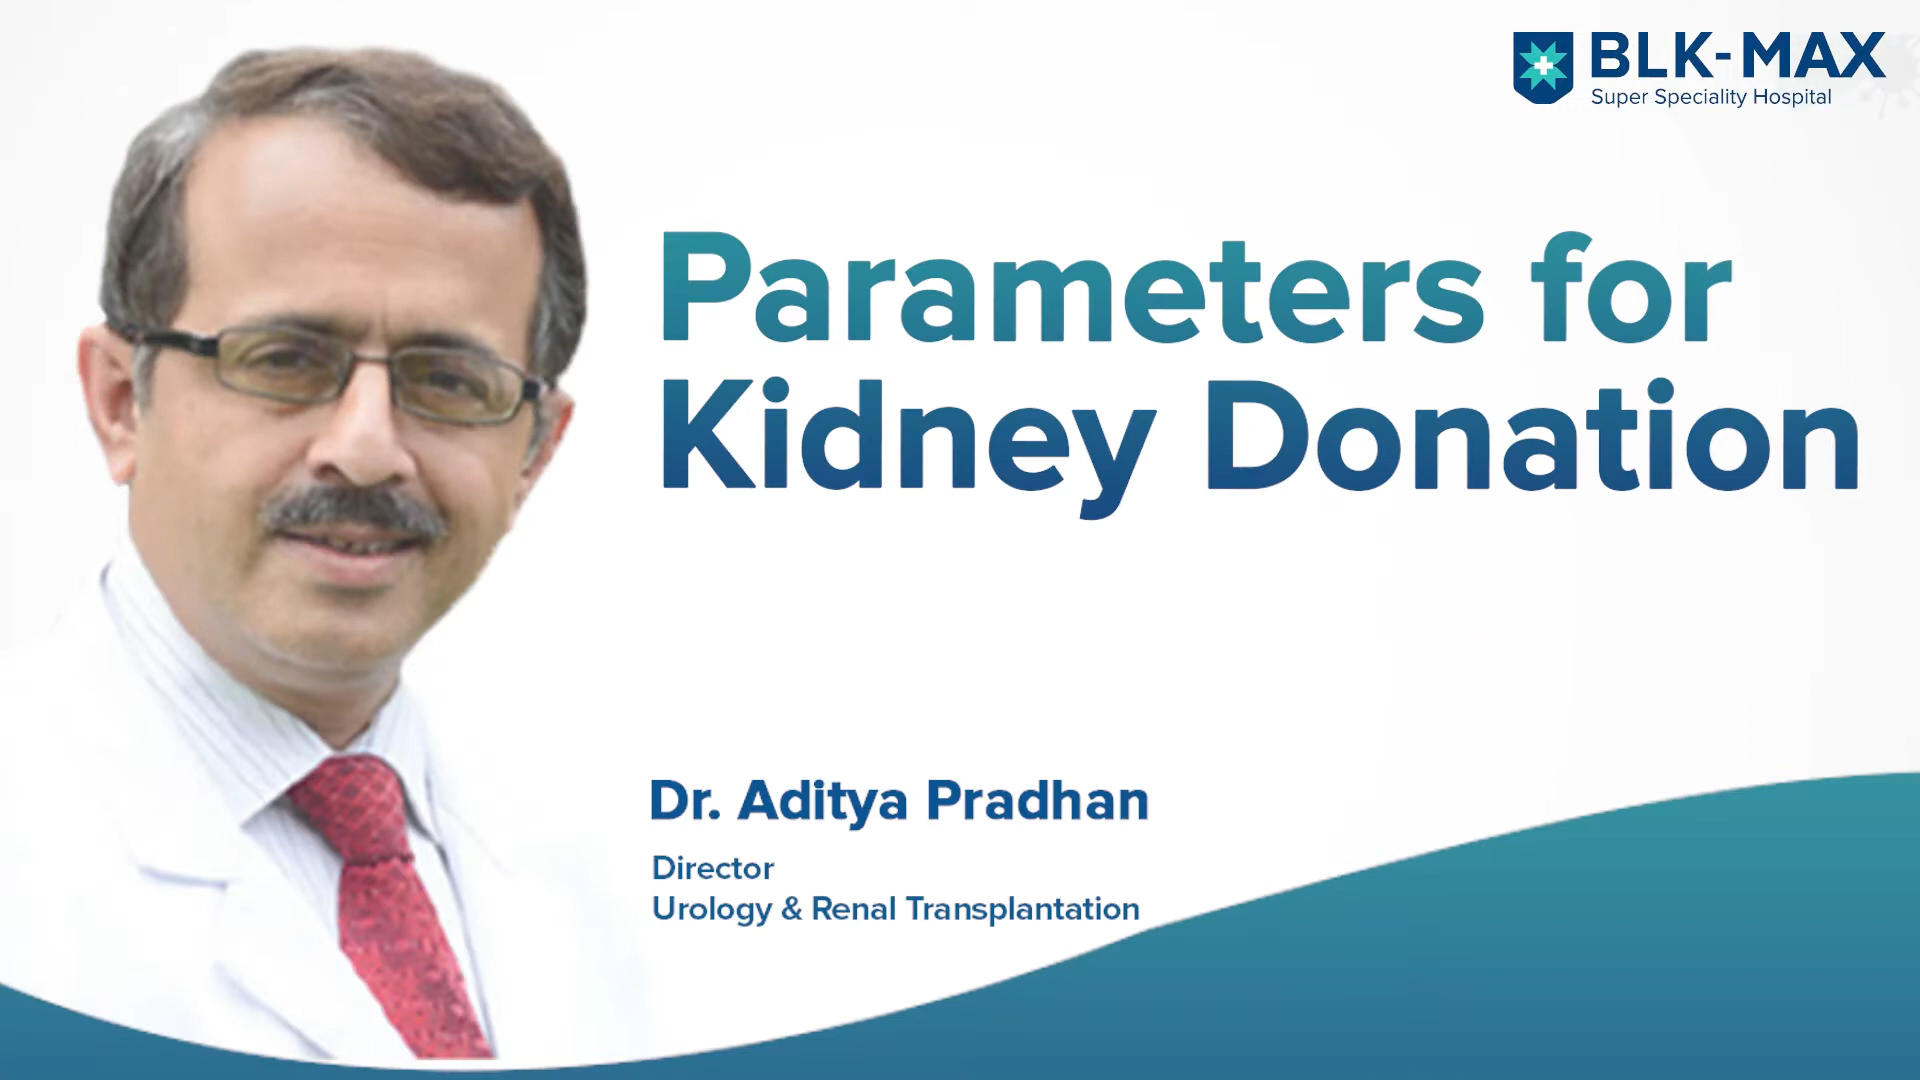 BLK-MAX
Super Speciality Hospital
Parameters for
Kidney Donation
Dr. Aditya Pradhan
Director
Urology & Renal Transplantation